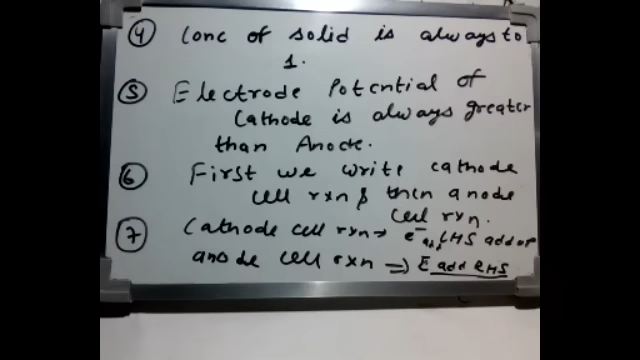 ④ Conc of solid is always to
1.
⑤ Electrode Potential of
Cathode is always greater
than Anode.
⑥ First we write cathode
cell rxn & then anode
cell rxn.
⑦ Cathode cell rxn → e⁻ LHS add
anode cell rxn ⇒ E add RHS